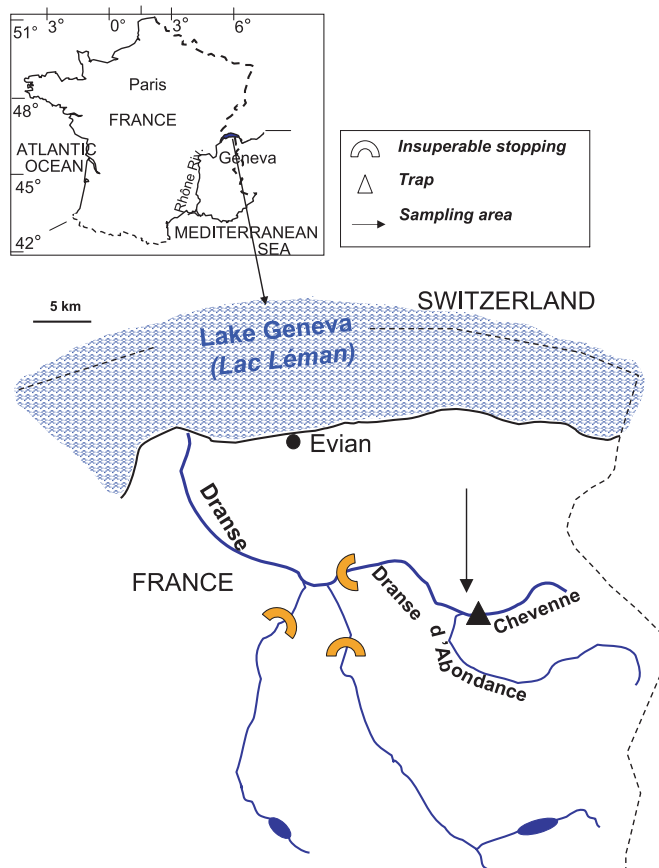 51°
3°
0°
3°
6°
48°
45°
42°
Paris
FRANCE
ATLANTIC
OCEAN
Geneva
Rhône Riv.
MEDITERRANEAN
SEA
Insuperable stopping
Trap
Sampling area
5 km
SWITZERLAND
Lake Geneva
(Lac Léman)
Evian
Dranse
FRANCE
Dranse
d'Abondance
Chevenne